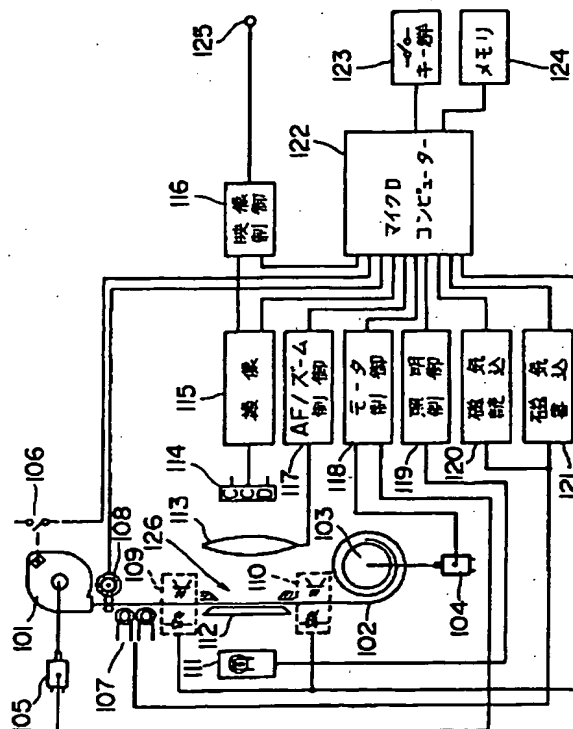 125
123
キー群
メモリ
124
122
マイクロ
コンピューター
116
映像
制御
106
115
撮像
AF/ズーム
制御
117
モータ
制御
118
照明
制御
119
磁気
読込
120
磁気
書込
121
114
CCD
113
126
109
108
101
105
107
112
110
111
103
102
104